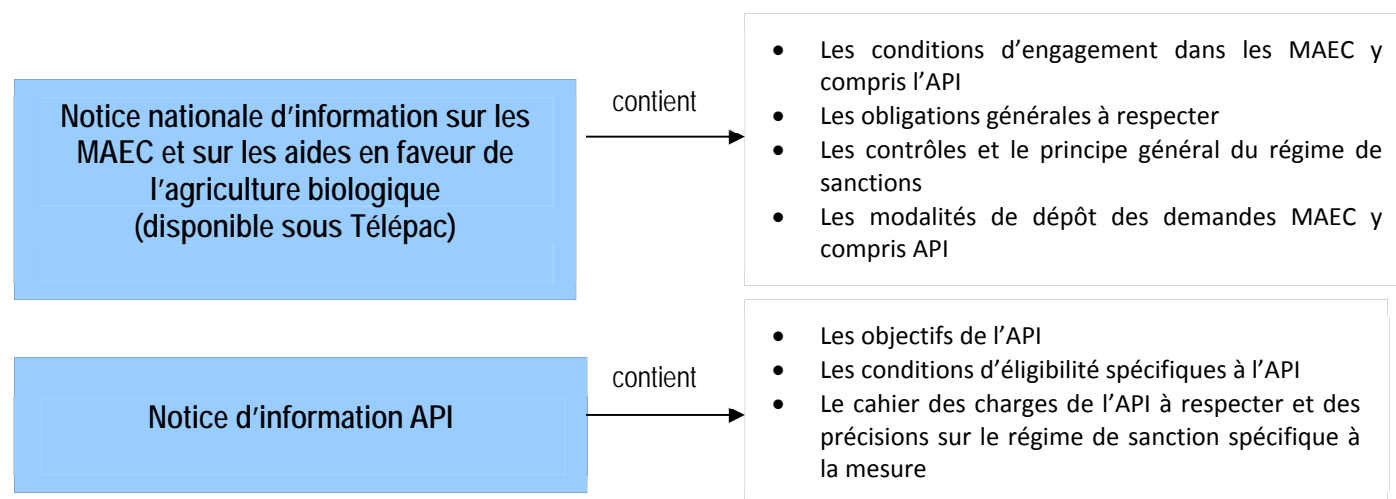 Notice nationale d'information sur les
MAEC et sur les aides en faveur de
l'agriculture biologique
(disponible sous Télépac)
contient
• Les conditions d'engagement dans les MAEC y
compris l'API
• Les obligations générales à respecter
• Les contrôles et le principe général du régime de
sanctions
• Les modalités de dépôt des demandes MAEC y
compris API
Notice d'information API
contient
• Les objectifs de l'API
• Les conditions d'éligibilité spécifiques à l'API
• Le cahier des charges de l'API à respecter et des
précisions sur le régime de sanction spécifique à
la mesure